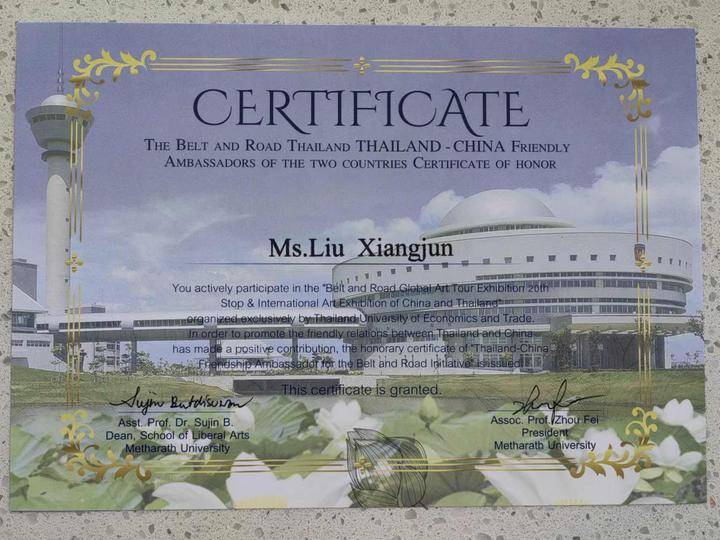 CERTIFICATE
THE BELT AND ROAD THAILAND THAILAND - CHINA FRIENDLY
AMBASSADORS OF THE TWO COUNTRIES CERTIFICATE OF HONOR
Ms.Liu Xiangjun
You actively participate in the "Belt and Road Global Art Tour Exhibition 20th
Stop & International Art Exhibition of China and Thailand"
organized exclusively by Thailand University of Economics and Trade.
In order to promote the friendly relations between Thailand and China
has made a positive contribution, the honorary certificate of "Thailand-China
Friendship Ambassador for the Belt and Road Initiative" is issued
This certificate is granted.
Asst. Prof. Dr. Sujin B.
Dean, School of Liberal Arts
Metharath University
Assoc. Prof. Zhou Fei
President
Metharath University